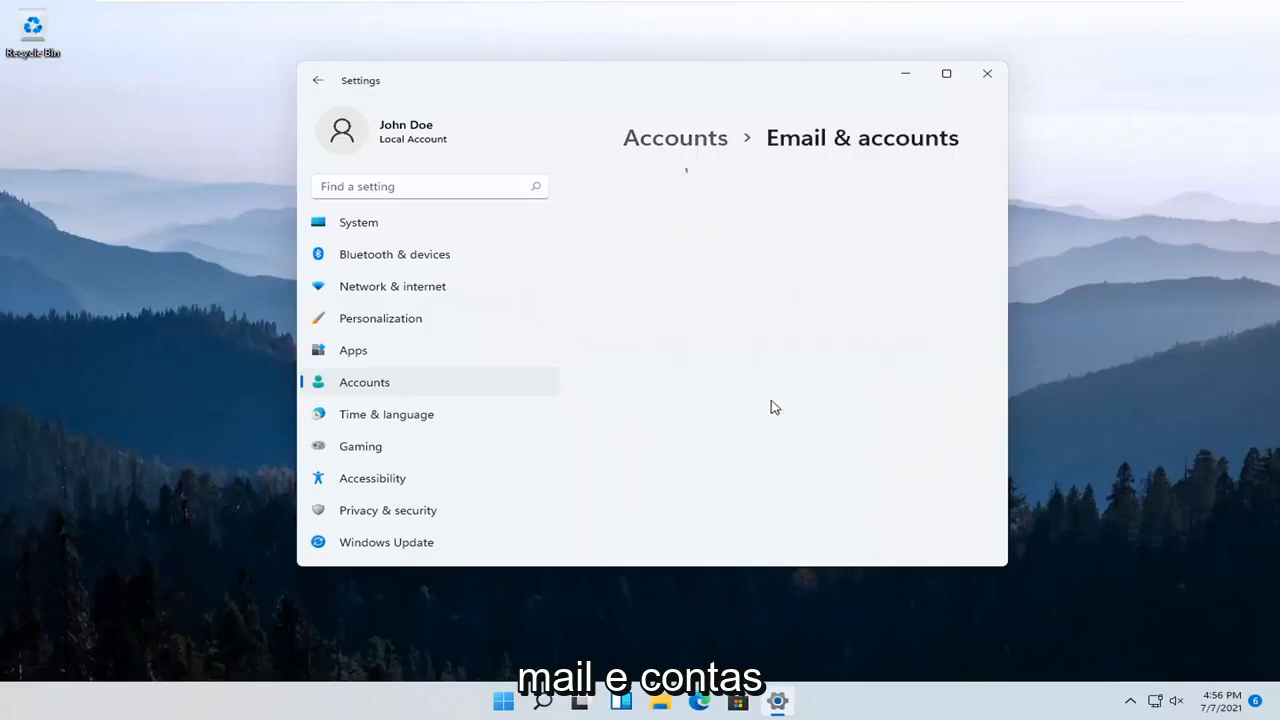 Recycle Bin
Settings
John Doe
Local Account
Accounts > Email & accounts
Find a setting
System
Bluetooth & devices
Network & internet
Personalization
Apps
Accounts
Time & language
Gaming
Accessibility
Privacy & security
Windows Update
mail e contas
4:56 PM
7/7/2021
6